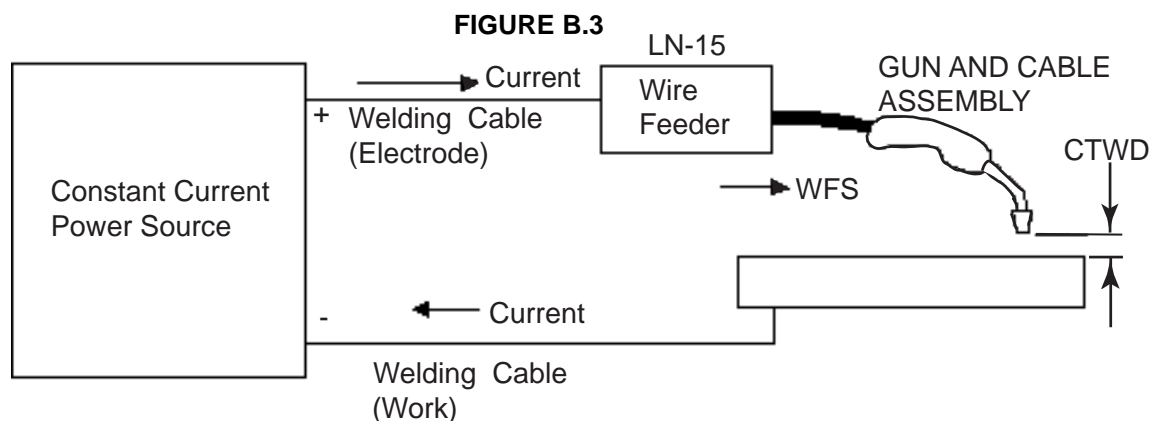 FIGURE B.3
LN-15
Current
Wire
Feeder
GUN AND CABLE
ASSEMBLY
+ Welding Cable
(Electrode)
CTWD
Constant Current
Power Source
WFS
- Current
Welding Cable
(Work)